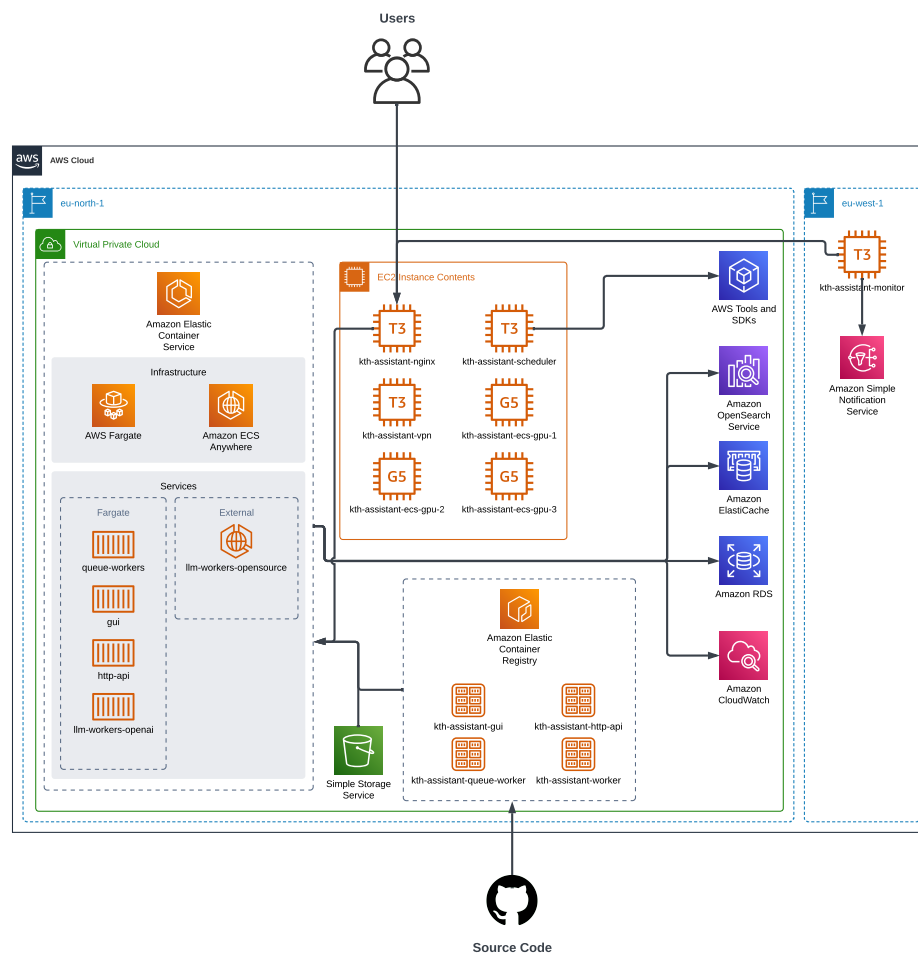 Users
aws
AWS Cloud
eu-north-1
eu-west-1
Virtual Private Cloud
Amazon Elastic
Container
Service
Infrastructure
AWS Fargate
Amazon ECS
Anywhere
Services
Fargate
queue-workers
gui
http-api
llm-workers-openai
External
llm-workers-opensource
EC2 Instance Contents
T3
kth-assistant-nginx
T3
kth-assistant-scheduler
T3
kth-assistant-vpn
G5
kth-assistant-ecs-gpu-1
G5
kth-assistant-ecs-gpu-2
G5
kth-assistant-ecs-gpu-3
AWS Tools and
SDKs
Amazon
OpenSearch
Service
Amazon
ElastiCache
Amazon RDS
Amazon
CloudWatch
T3
kth-assistant-monitor
Amazon Simple
Notification
Service
Simple Storage
Service
Amazon Elastic
Container
Registry
kth-assistant-gui
kth-assistant-http-api
kth-assistant-queue-worker
kth-assistant-worker
Source Code